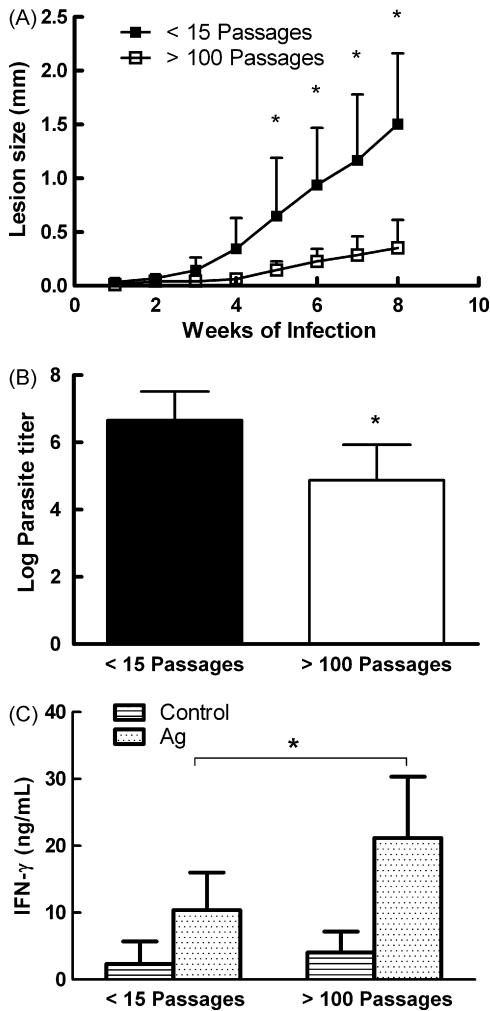 (A)
2.5
2.0
1.5
1.0
0.5
0.0
Lesion size (mm)
< 15 Passages
> 100 Passages
* * * *
0 2 4 6 8 10
Weeks of Infection
(B)
8
6
4
2
0
Log Parasite titer
*
< 15 Passages > 100 Passages
(C)
40
30
20
10
0
IFN-γ (ng/mL)
Control
Ag
*
< 15 Passages > 100 Passages